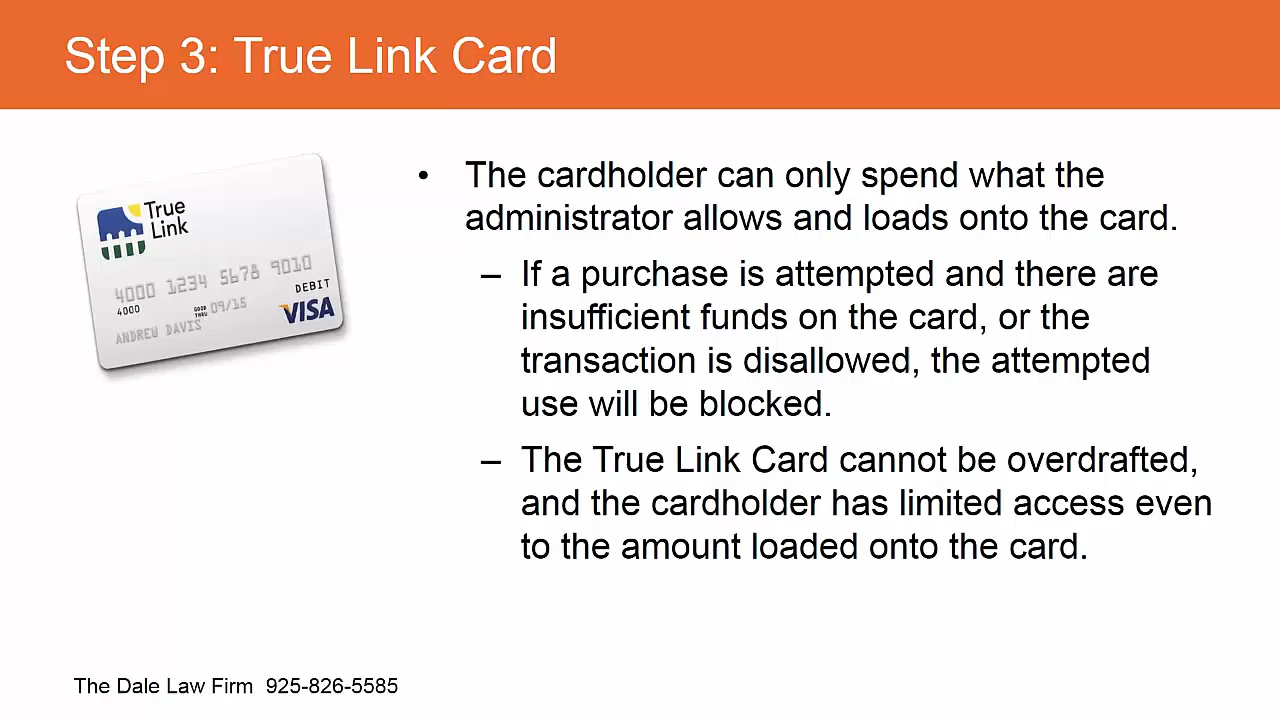 Step 3: True Link Card
True
Link
4000 1234 5678 9010
4000
GOOD
THRU
09/15
DEBIT
ANDREW DAVIS
VISA
• The cardholder can only spend what the
administrator allows and loads onto the card.
– If a purchase is attempted and there are
insufficient funds on the card, or the
transaction is disallowed, the attempted
use will be blocked.
– The True Link Card cannot be overdrafted,
and the cardholder has limited access even
to the amount loaded onto the card.
The Dale Law Firm 925-826-5585